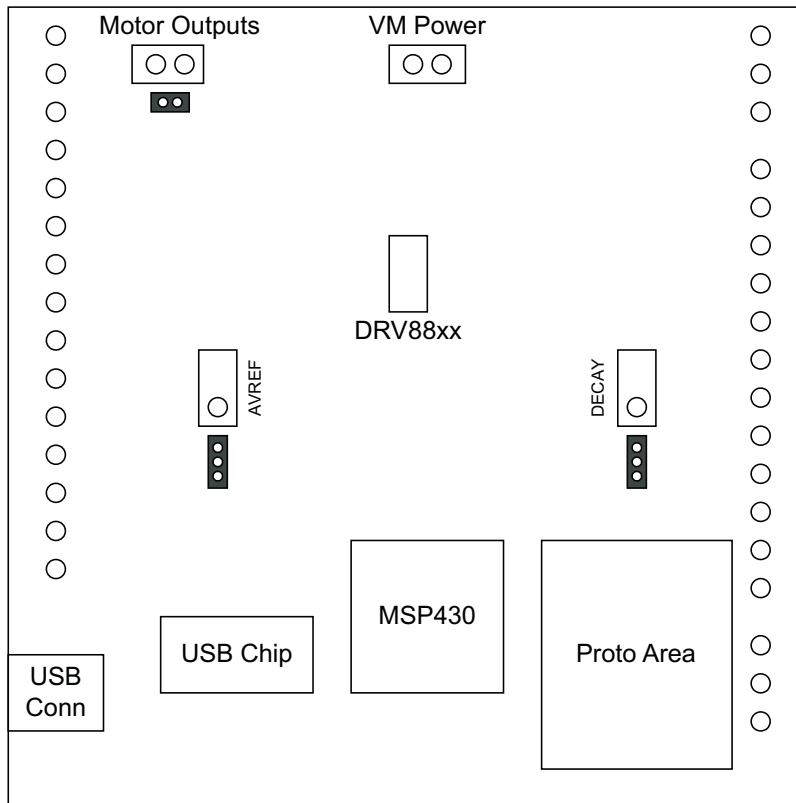 Motor Outputs
VM Power
DRV88xx
AVREF
DECAY
MSP430
USB Chip
Proto Area
USB
Conn